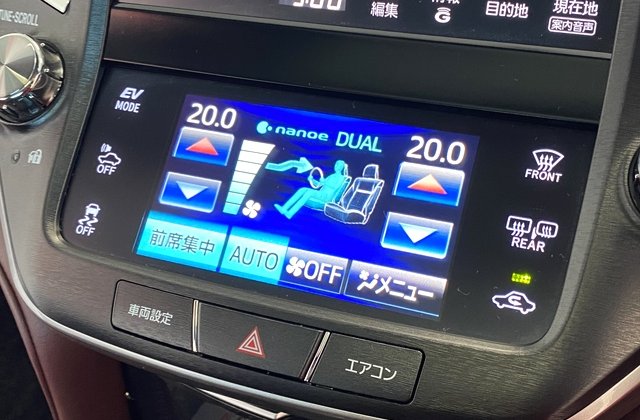 TUNE-SCROLL
編集
目的地
現在地
案内音声
EV
MODE
20.0
nanoe DUAL
20.0
OFF
OFF
FRONT
REAR
前席集中
AUTO
OFF
メニュー
車両設定
エアコン